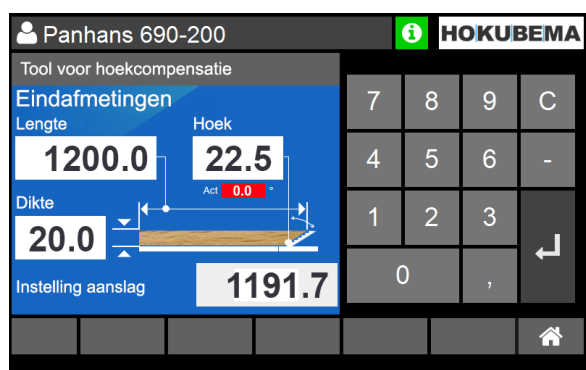 Panhans 690-200
i
HOKUBEMA
Tool voor hoekcompensatie
Eindafmetingen
Lengte
Hoek
1200.0
22.5
Act 0.0 °
Dikte
20.0
Instelling aanslag
1191.7
7 8 9 C
4 5 6 -
1 2 3
0 ,